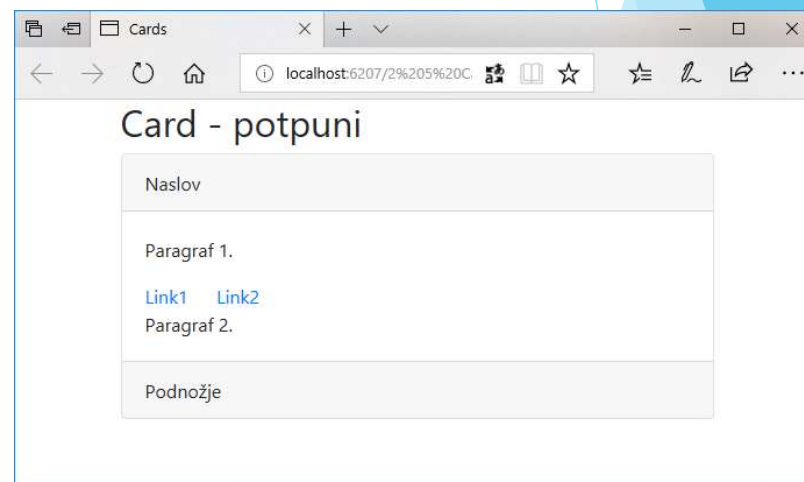 Cards
localhost:6207/2%205%20C
Card - potpuni
Naslov
Paragraf 1.
Link1 Link2
Paragraf 2.
Podnožje